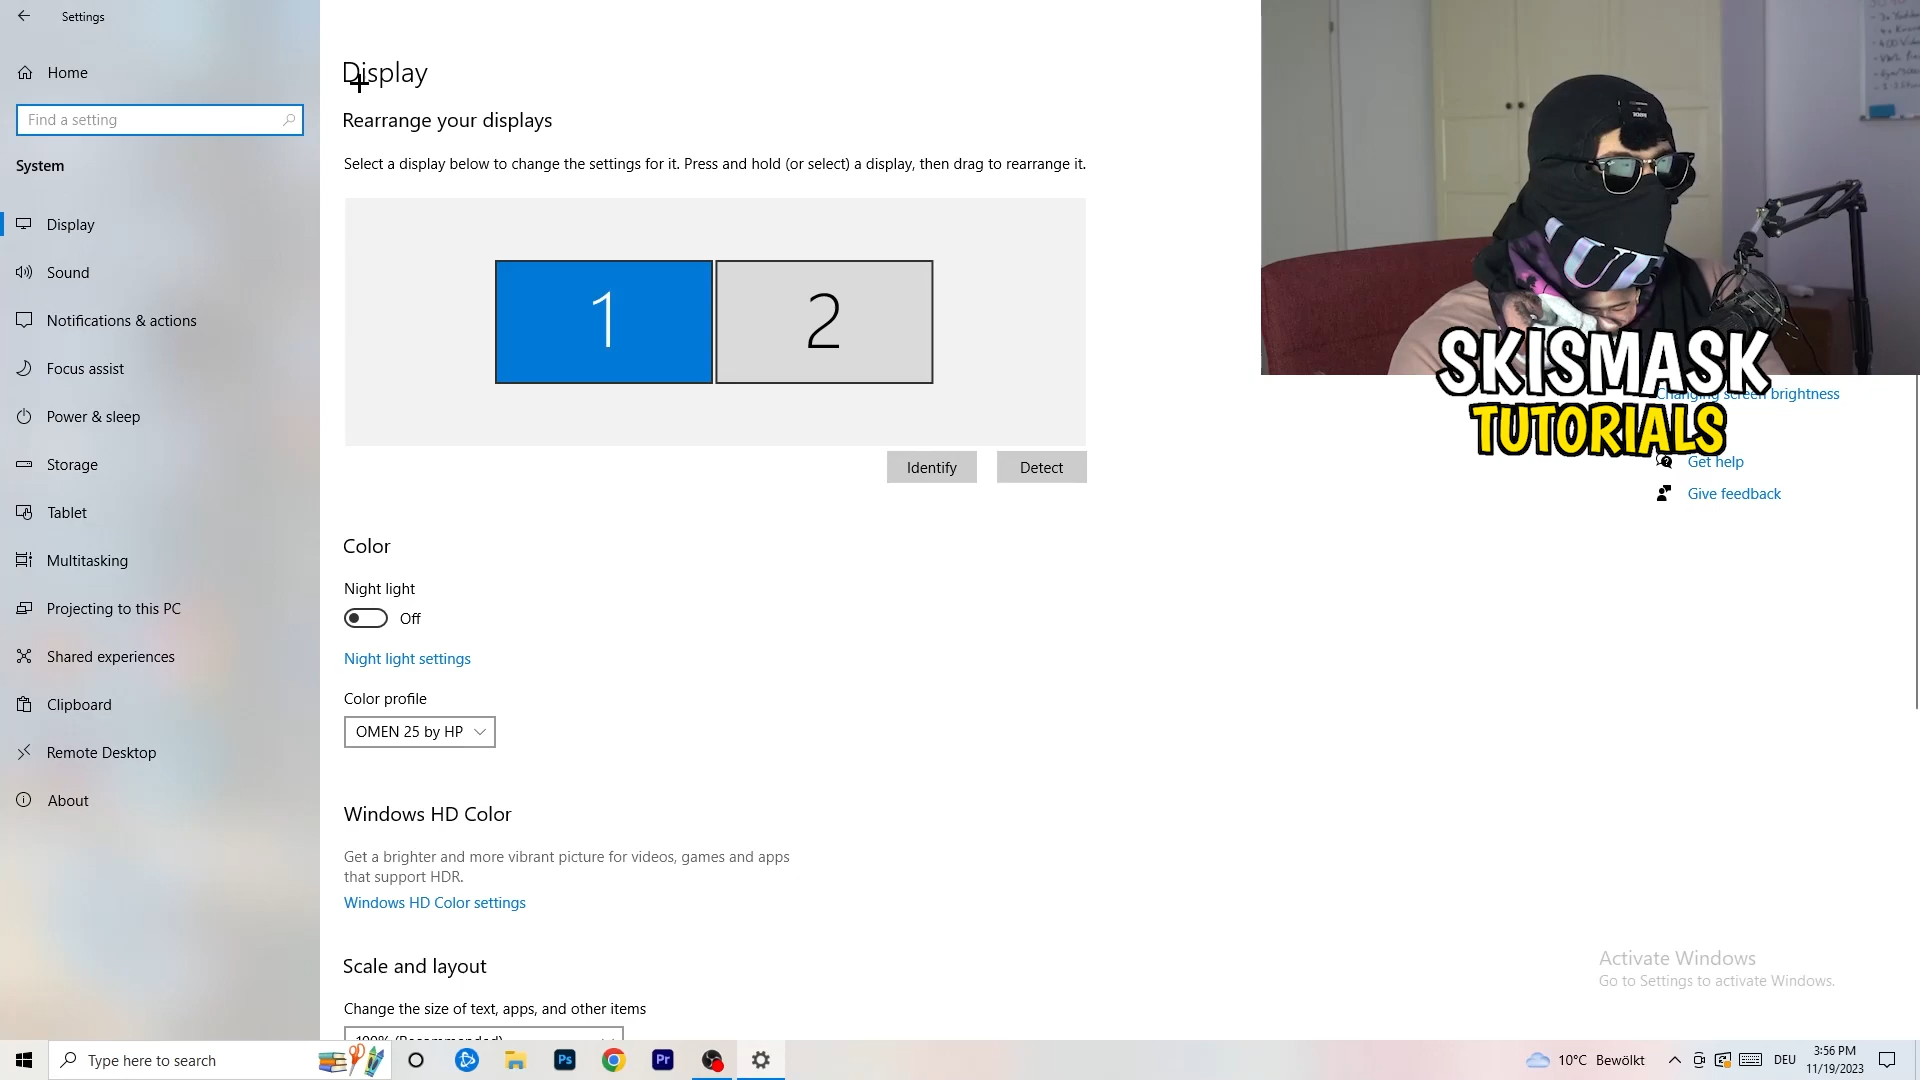 Settings
Home
Find a setting
System
Display
Sound
Notifications & actions
Focus assist
Power & sleep
Storage
Tablet
Multitasking
Projecting to this PC
Shared experiences
Clipboard
Remote Desktop
About
Display
Rearrange your displays
Select a display below to change the settings for it. Press and hold (or select) a display, then drag to rearrange it.
1
2
Identify
Detect
Color
Night light
Off
Night light settings
Color profile
OMEN 25 by HP
Windows HD Color
Get a brighter and more vibrant picture for videos, games and apps
that support HDR.
Windows HD Color settings
Scale and layout
Change the size of text, apps, and other items
100% (Recommended)
SKISMASK
TUTORIALS
Changing screen brightness
Get help
Give feedback
Activate Windows
Go to Settings to activate Windows.
Type here to search
Ps
Pr
10°C Bewölkt
DEU
3:56 PM
11/19/2023